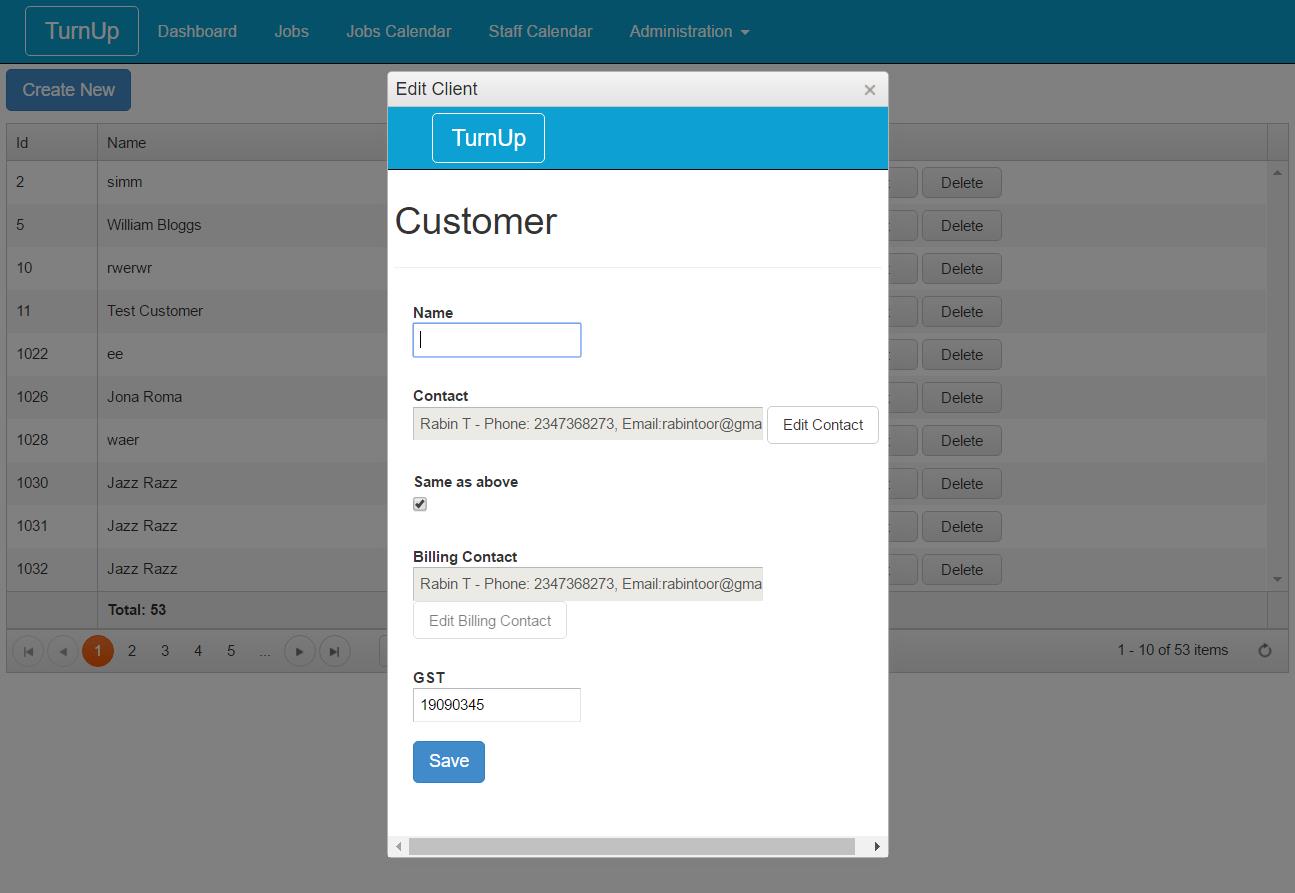 TurnUp Dashboard Jobs Jobs Calendar Staff Calendar Administration
Create New
Id Name
2 simm Delete
5 William Bloggs Delete
10 rwerwr Delete
11 Test Customer Delete
1022 ee Delete
1026 Jona Roma Delete
1028 waer Delete
1030 Jazz Razz Delete
1031 Jazz Razz Delete
1032 Jazz Razz Delete
Total: 53
1 2 3 4 5 ... 1 - 10 of 53 items
Edit Client ×
TurnUp
Customer
Name
Contact
Rabin T - Phone: 2347368273, Email:rabintoor@gma Edit Contact
Same as above
Billing Contact
Rabin T - Phone: 2347368273, Email:rabintoor@gma
Edit Billing Contact
GST
19090345
Save